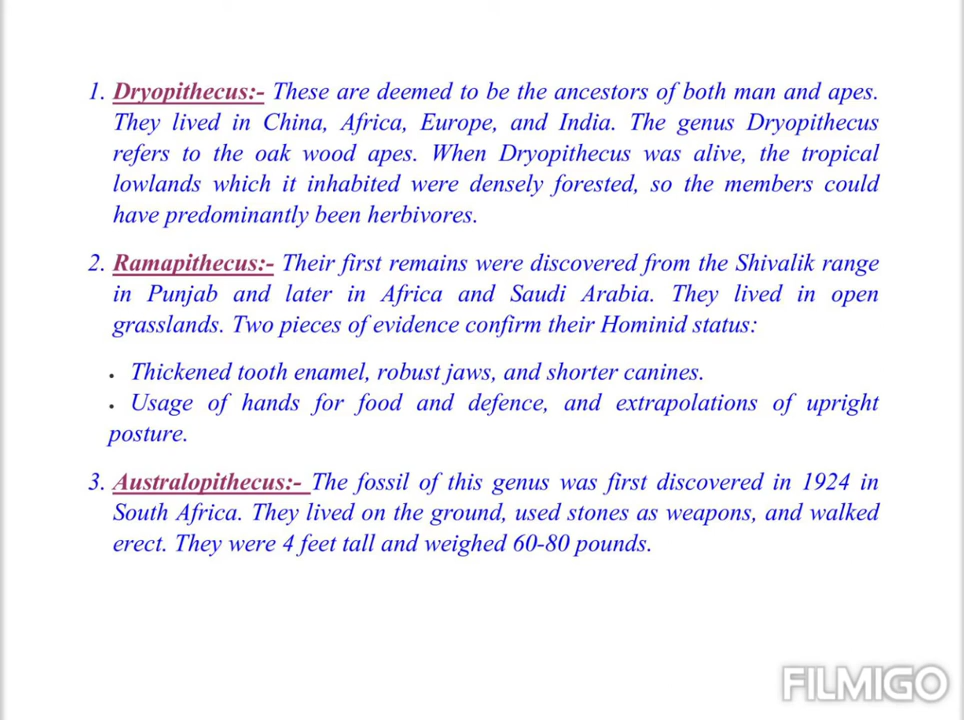 1. Dryopithecus:- These are deemed to be the ancestors of both man and apes.
They lived in China, Africa, Europe, and India. The genus Dryopithecus
refers to the oak wood apes. When Dryopithecus was alive, the tropical
lowlands which it inhabited were densely forested, so the members could
have predominantly been herbivores.
2. Ramapithecus:- Their first remains were discovered from the Shivalik range
in Punjab and later in Africa and Saudi Arabia. They lived in open
grasslands. Two pieces of evidence confirm their Hominid status:
• Thickened tooth enamel, robust jaws, and shorter canines.
• Usage of hands for food and defence, and extrapolations of upright
posture.
3. Australopithecus:- The fossil of this genus was first discovered in 1924 in
South Africa. They lived on the ground, used stones as weapons, and walked
erect. They were 4 feet tall and weighed 60-80 pounds.
FILMIGO